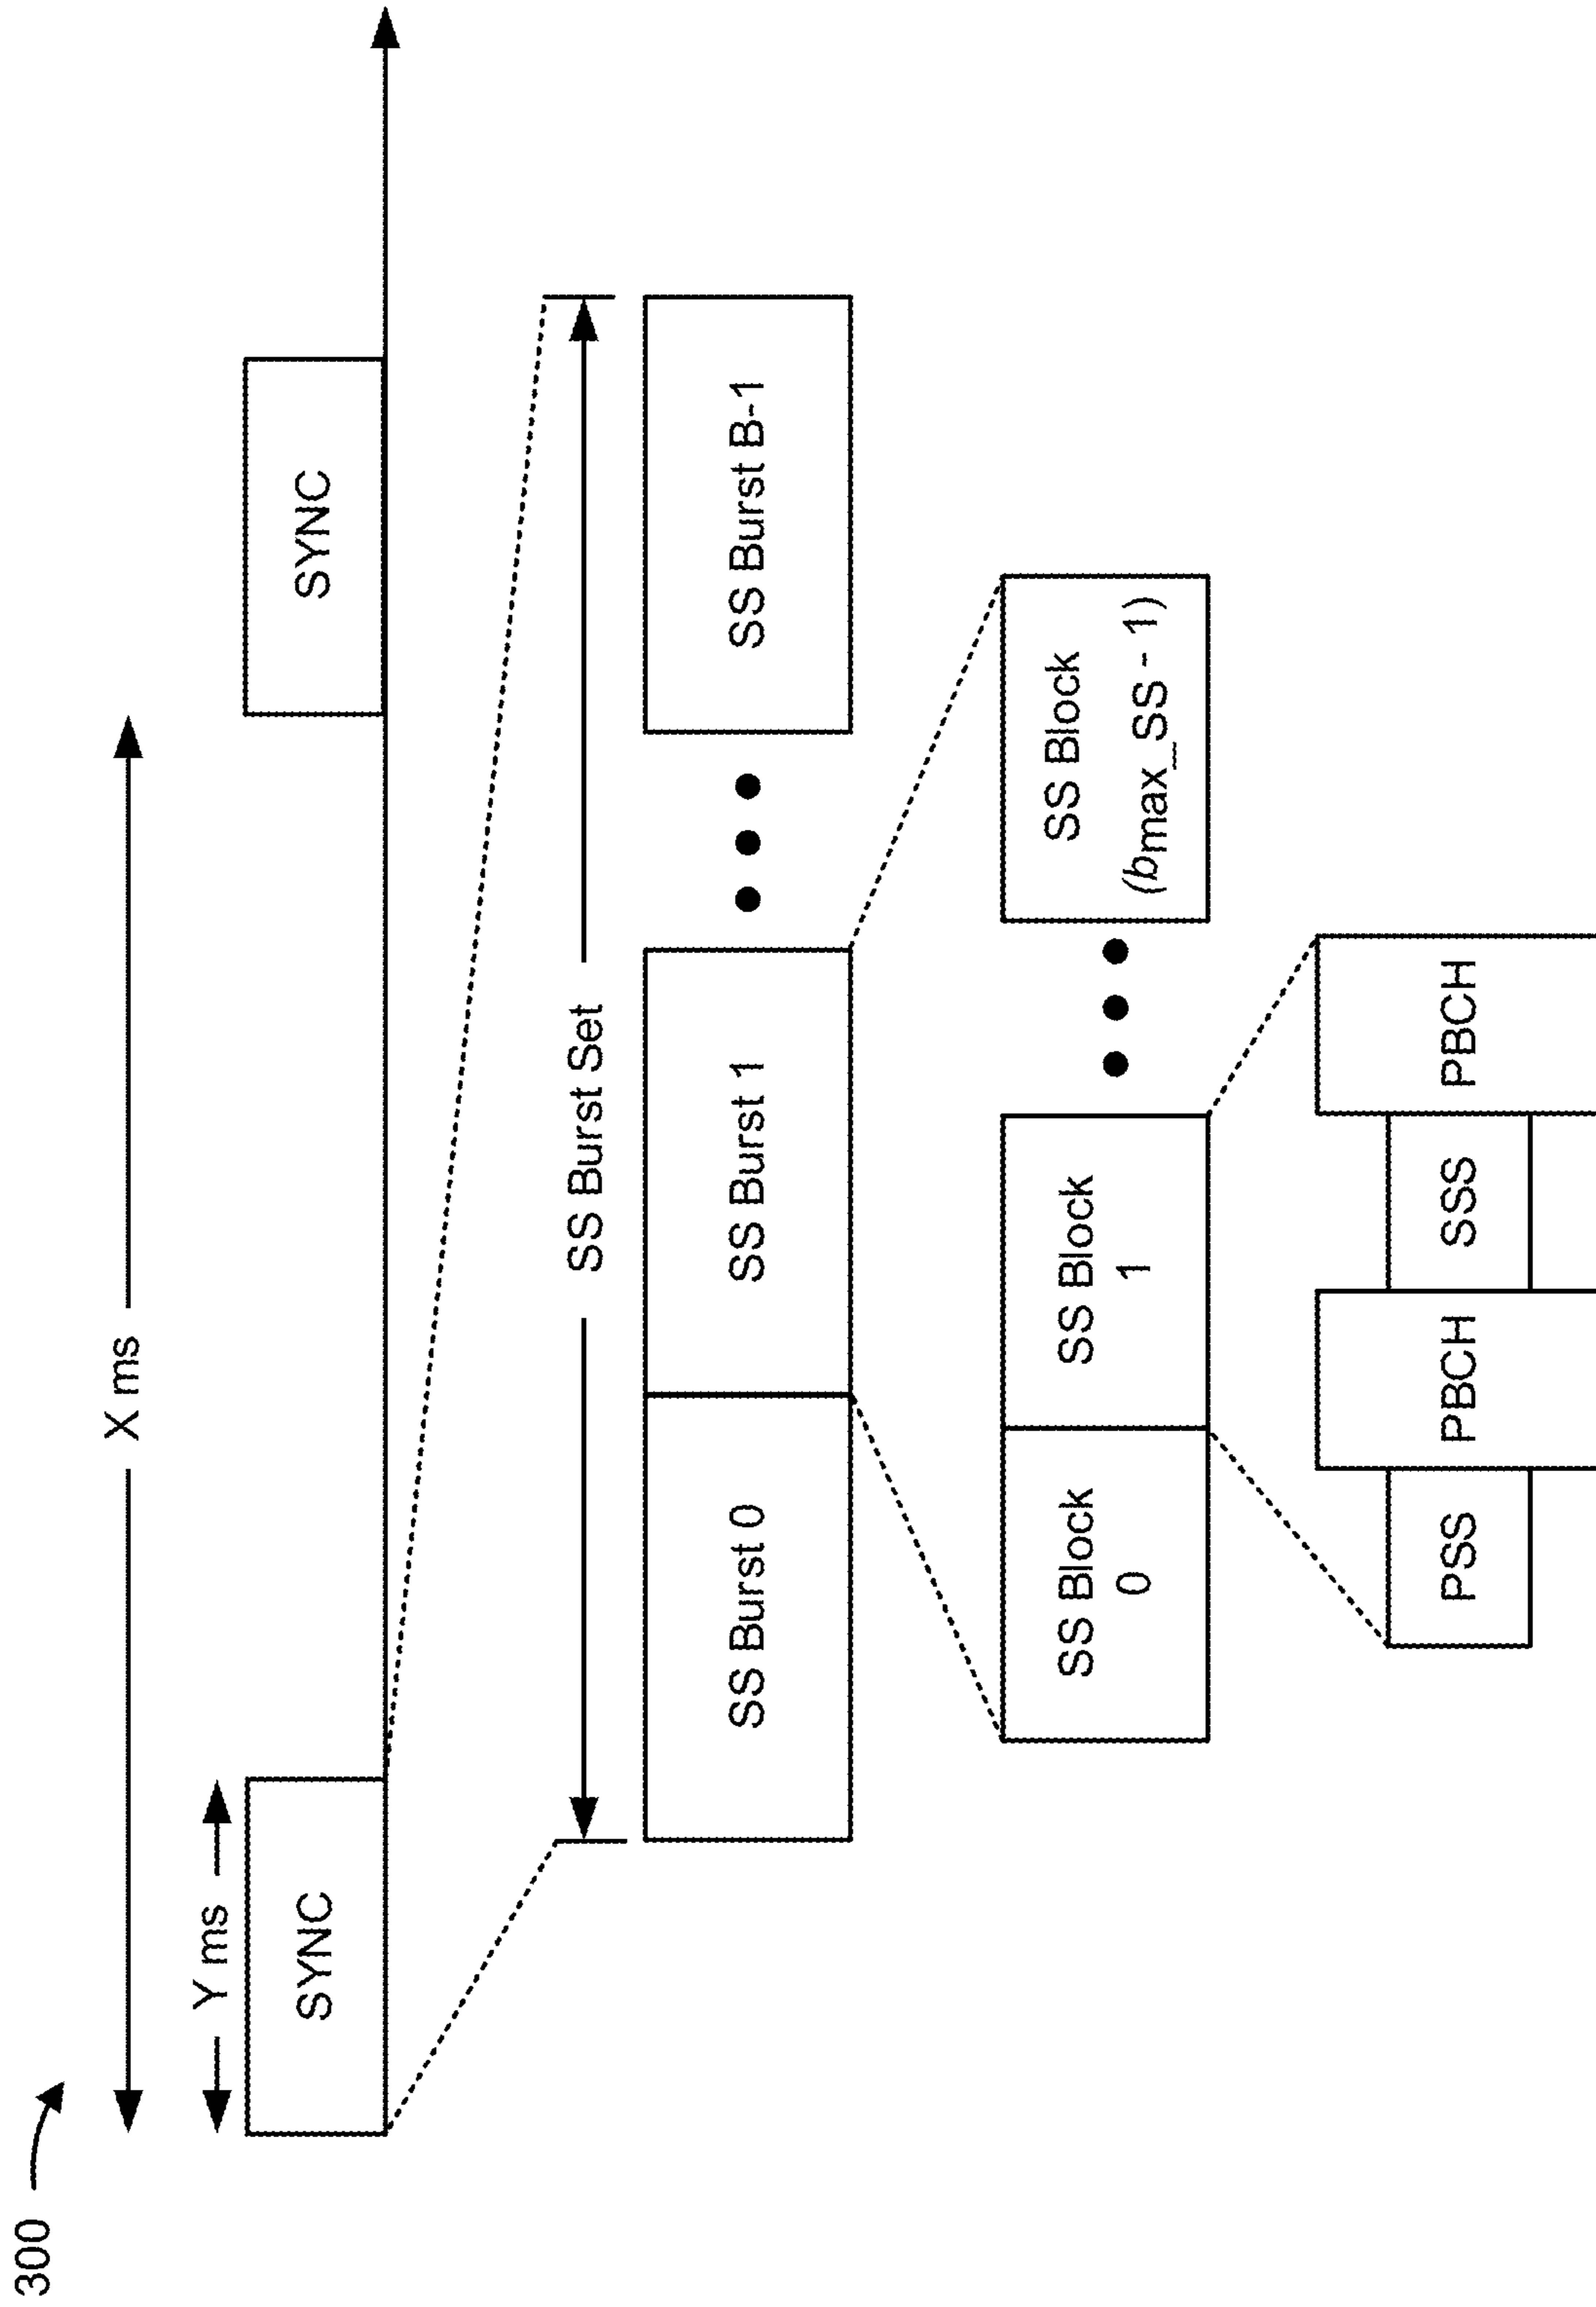 300
X ms
Y ms
SYNC
SYNC
SS Burst Set
SS Burst 0
SS Burst 1
SS Burst B-1
SS Block
0
SS Block
1
SS Block
(bmax_SS - 1)
PSS
PBCH
SSS
PBCH